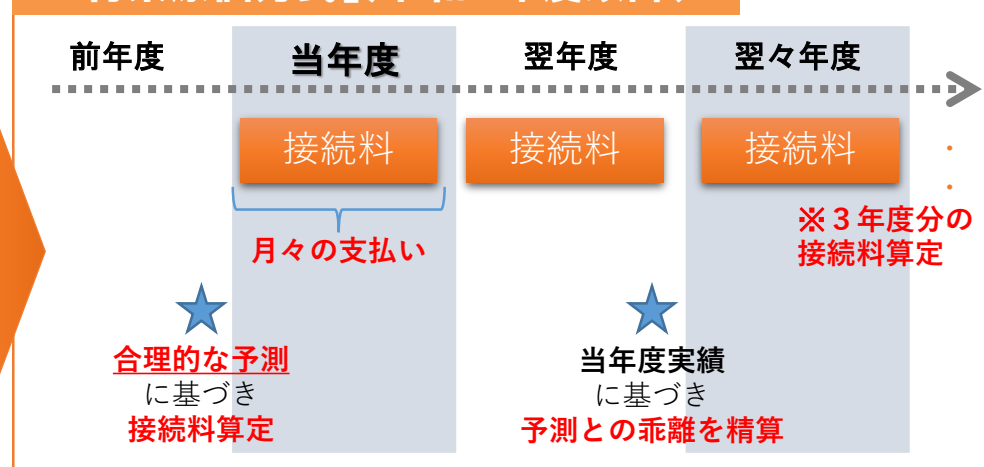 前年度
当年度
翌年度
翌々年度
接続料
接続料
接続料
・
・
月々の支払い
※３年度分の
接続料算定
合理的な予測
に基づき
接続料算定
当年度実績
に基づき
予測との乖離を精算